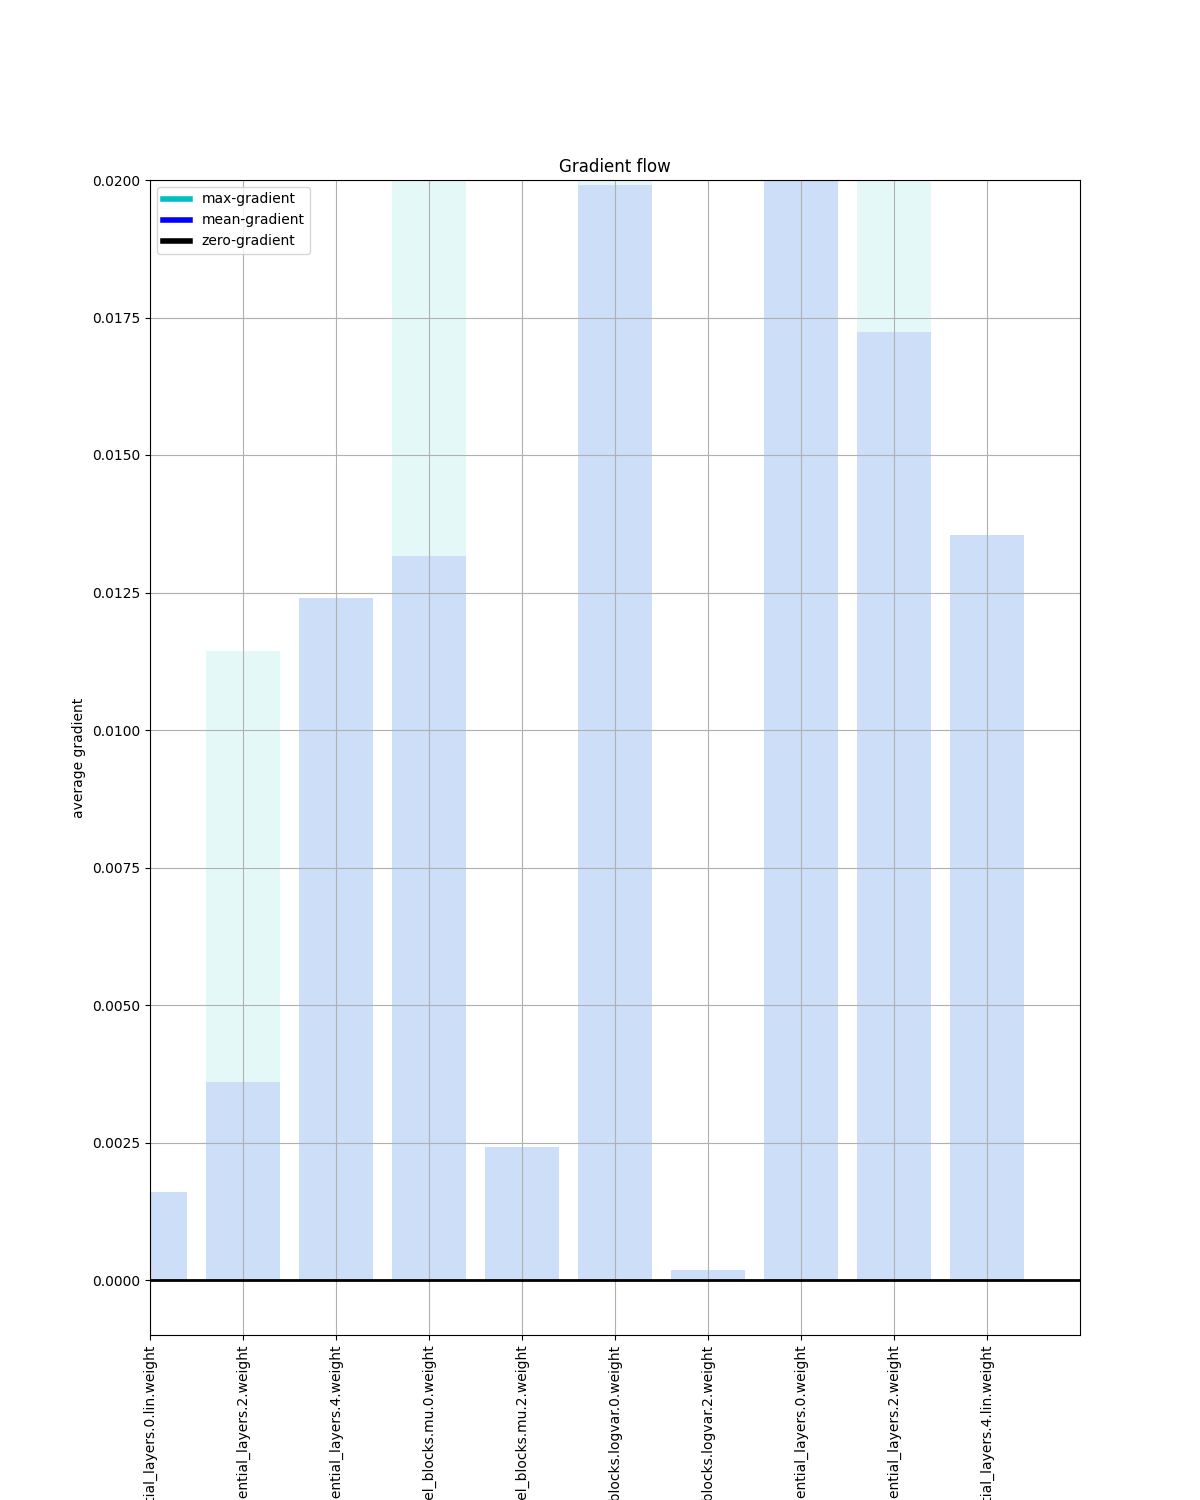 Gradient flow
max-gradient
mean-gradient
zero-gradient
0.0200
0.0175
0.0150
0.0125
0.0100
0.0075
0.0050
0.0025
0.0000
average gradient
tial_layers.0.lin.weight
ential_layers.2.weight
ential_layers.4.weight
el_blocks.mu.0.weight
el_blocks.mu.2.weight
blocks.logvar.0.weight
blocks.logvar.2.weight
ential_layers.0.weight
ential_layers.2.weight
tial_layers.4.lin.weight